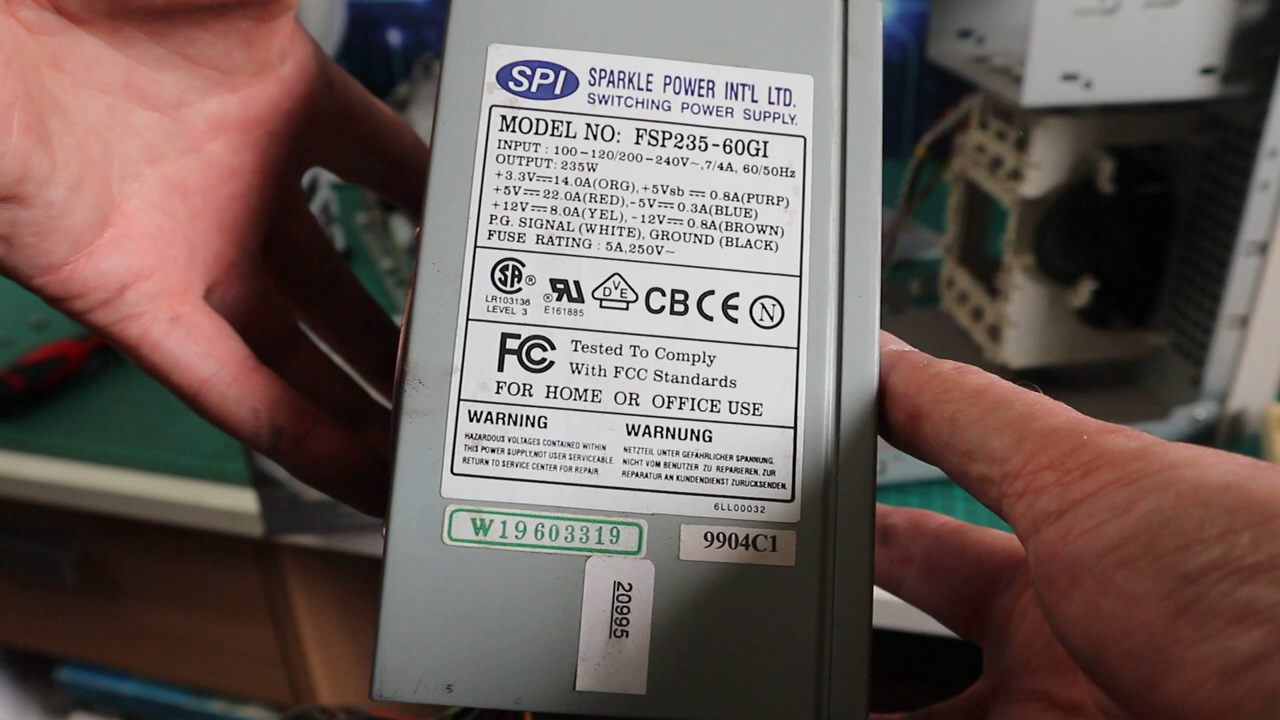 SPI SPARKLE POWER INT'L LTD.
SWITCHING POWER SUPPLY.
MODEL NO: FSP235-60GI
INPUT : 100-120/200-240V~,7/4A, 60/50Hz
OUTPUT: 235W
+3.3V⎓14.0A(ORG), +5Vsb ⎓ 0.8A(PURP)
+5V⎓22.0A(RED),-5V⎓ 0.3A(BLUE)
+12V⎓8.0A(YEL), -12V⎓ 0.8A(BROWN)
P.G. SIGNAL (WHITE), GROUND (BLACK)
FUSE RATING : 5A,250V~
SA ® ® RU D V E CB CE N
LR103136
LEVEL 3
E161885
FCC Tested To Comply
With FCC Standards
FOR HOME OR OFFICE USE
WARNING
HAZARDOUS VOLTAGES CONTAINED WITHIN
THIS POWER SUPPLY,NOT USER SERVICEABLE.
RETURN TO SERVICE CENTER FOR REPAIR.
WARNUNG
NETZTEIL UNTER GEFÄHRLICHER SPANNUNG.
NICHT VOM BENUTZER ZU REPARIEREN. ZUR
REPARATUR AN KUNDENDIENST ZURÜCKSENDEN.
6LL00032
W19603319
9904C1
20995